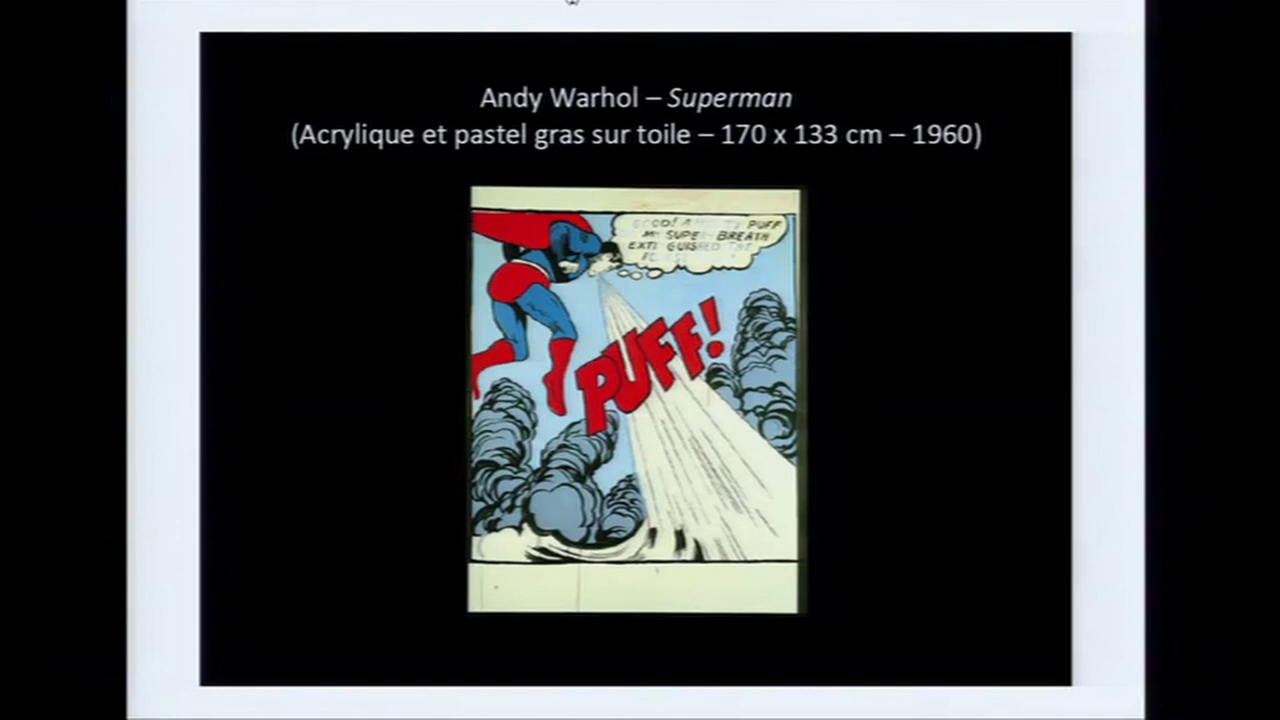 Andy Warhol – Superman
(Acrylique et pastel gras sur toile – 170 x 133 cm – 1960)
PUFF
SUPER BREATH
PUFF!